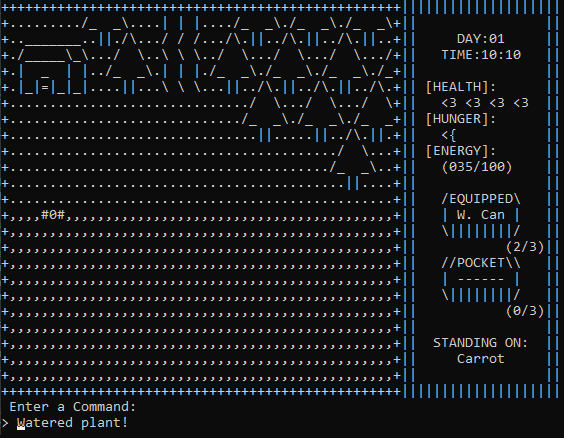 DAY:01
TIME:10:10
[HEALTH]:
<3 <3 <3 <3
[HUNGER]:
<{
[ENERGY]:
(035/100)
/EQUIPPED\
| W. Can |
(2/3)
//POCKET\\
| ------ |
(0/3)
STANDING ON:
Carrot
Enter a Command:
> Watered plant!